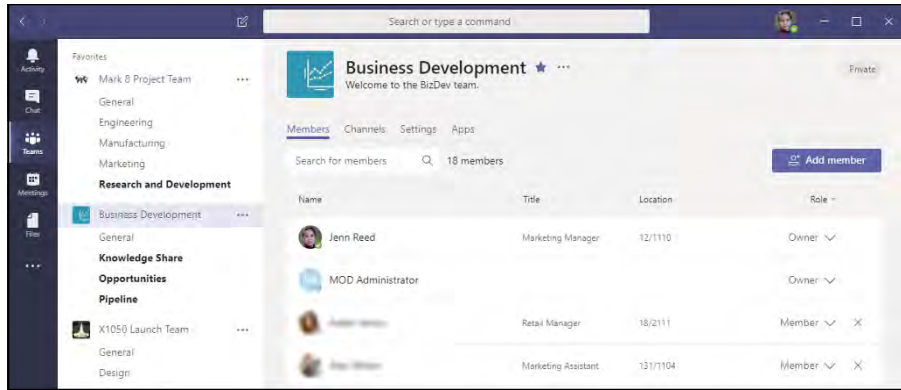 Search or type a command
Activity
Chat
Teams
Meetings
Files
Favorites
Mark 8 Project Team
General
Engineering
Manufacturing
Marketing
Research and Development
Business Development
General
Knowledge Share
Opportunities
Pipeline
X1050 Launch Team
General
Design
Business Development
Welcome to the BizDev team.
Private
Members Channels Settings Apps
Search for members 18 members Add member
Name Title Location Role
Jenn Reed Marketing Manager 12/1110 Owner
MOD Administrator Owner
Retail Manager 18/2111 Member
Marketing Assistant 131/1104 Member